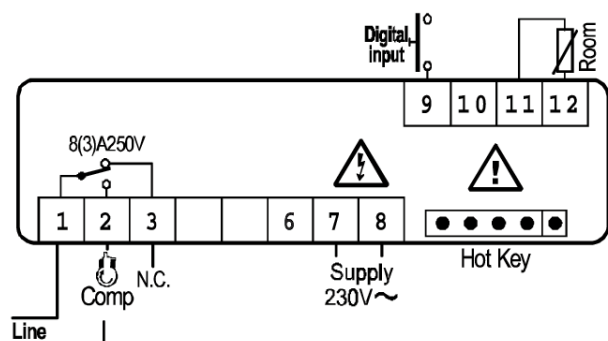 Digital
input
Room
9 10 11 12
8(3)A250V
1 2 3 6 7 8
Comp
N.C.
Supply
230V~
Hot Key
Line